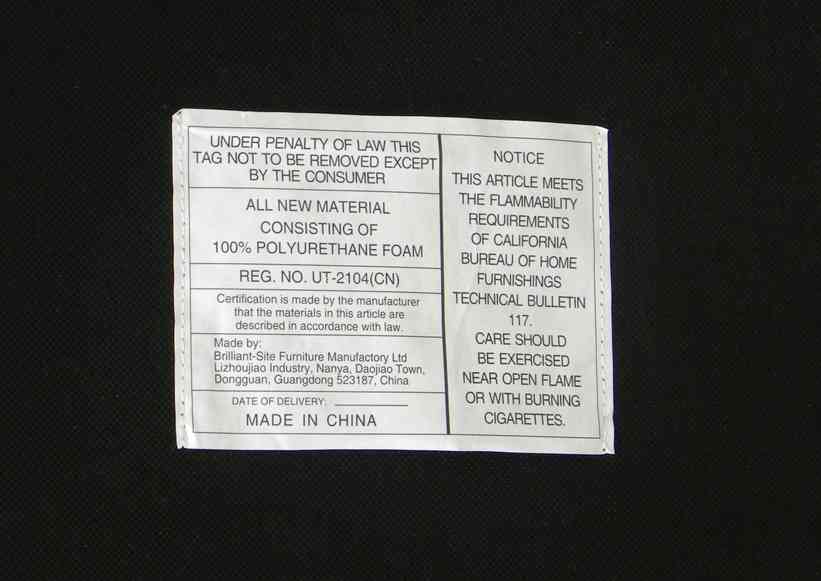 UNDER PENALTY OF LAW THIS
TAG NOT TO BE REMOVED EXCEPT
BY THE CONSUMER
ALL NEW MATERIAL
CONSISTING OF
100% POLYURETHANE FOAM
REG. NO. UT-2104(CN)
Certification is made by the manufacturer
that the materials in this article are
described in accordance with law.
Made by:
Brilliant-Site Furniture Manufactory Ltd
Lizhoujiao Industry, Nanya, Daojiao Town,
Dongguan, Guangdong 523187, China
DATE OF DELIVERY: ____________
MADE IN CHINA
NOTICE
THIS ARTICLE MEETS
THE FLAMMABILITY
REQUIREMENTS
OF CALIFORNIA
BUREAU OF HOME
FURNISHINGS
TECHNICAL BULLETIN
117.
CARE SHOULD
BE EXERCISED
NEAR OPEN FLAME
OR WITH BURNING
CIGARETTES.